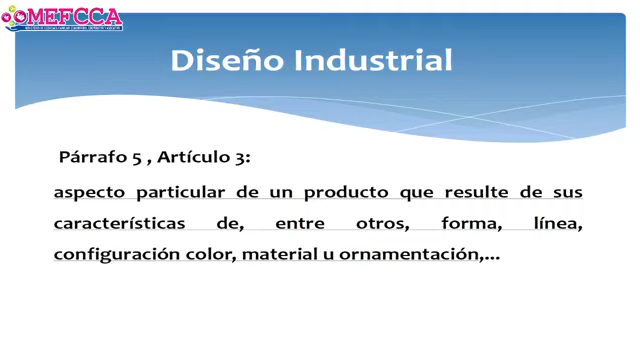 MEFCCA
Diseño Industrial
Párrafo 5 , Artículo 3:
aspecto particular de un producto que resulte de sus
características de, entre otros, forma, línea,
configuración color, material u ornamentación,...